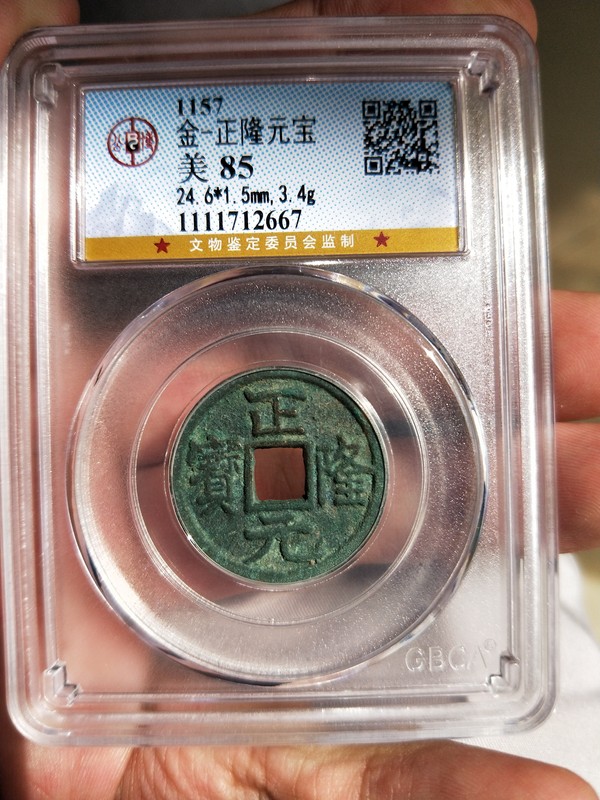 1157
金-正隆元宝
美 85
24.6*1.5mm,3.4g
1111712667
★ 文物鉴定委员会监制 ★
正
寶 隆
元
GBCA